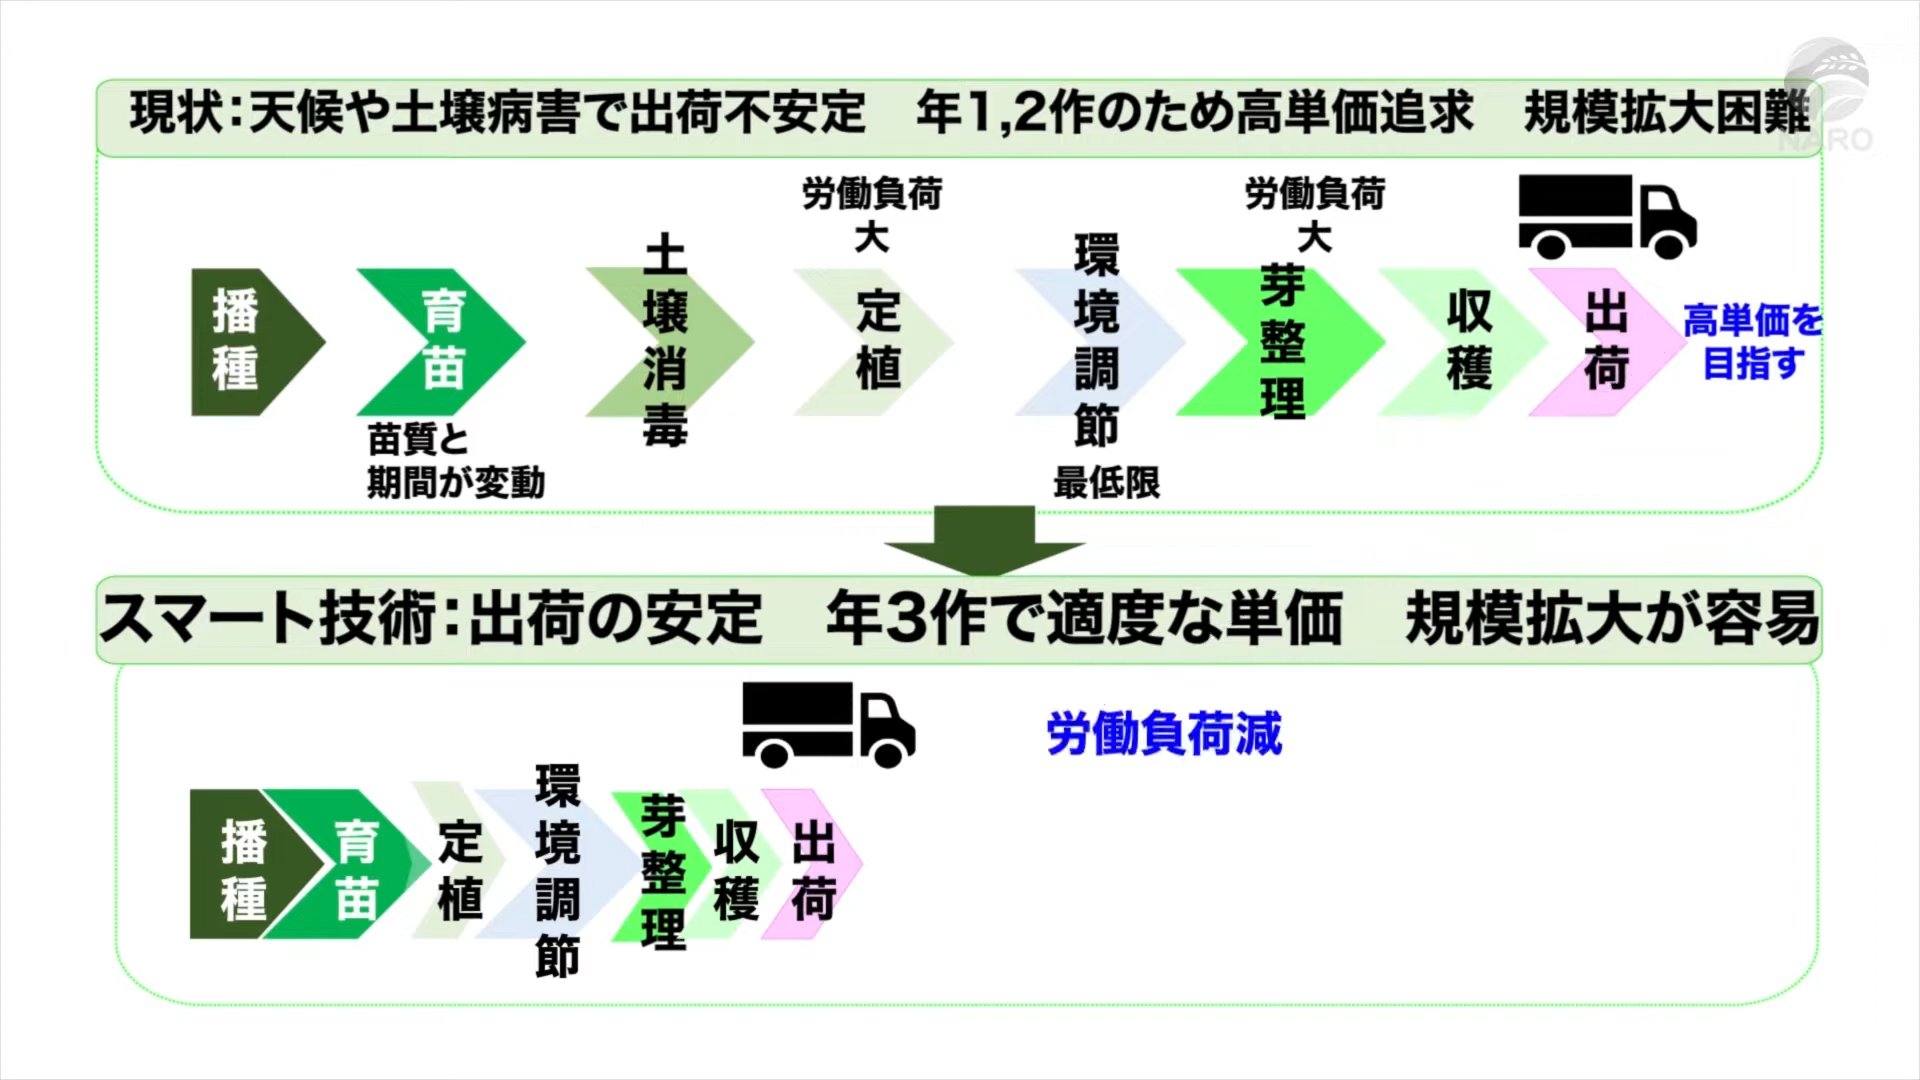 現状：天候や土壌病害で出荷不安定　年1,2作のため高単価追求　規模拡大困難
NARO
播種
育苗
苗質と
期間が変動
土壌消毒
労働負荷
大
定植
環境調節
最低限
労働負荷
大
芽整理
収穫
出荷
高単価を
目指す
スマート技術：出荷の安定　年3作で適度な単価　規模拡大が容易
労働負荷減
播種
育苗
定植
環境調節
芽整理
収穫
出荷